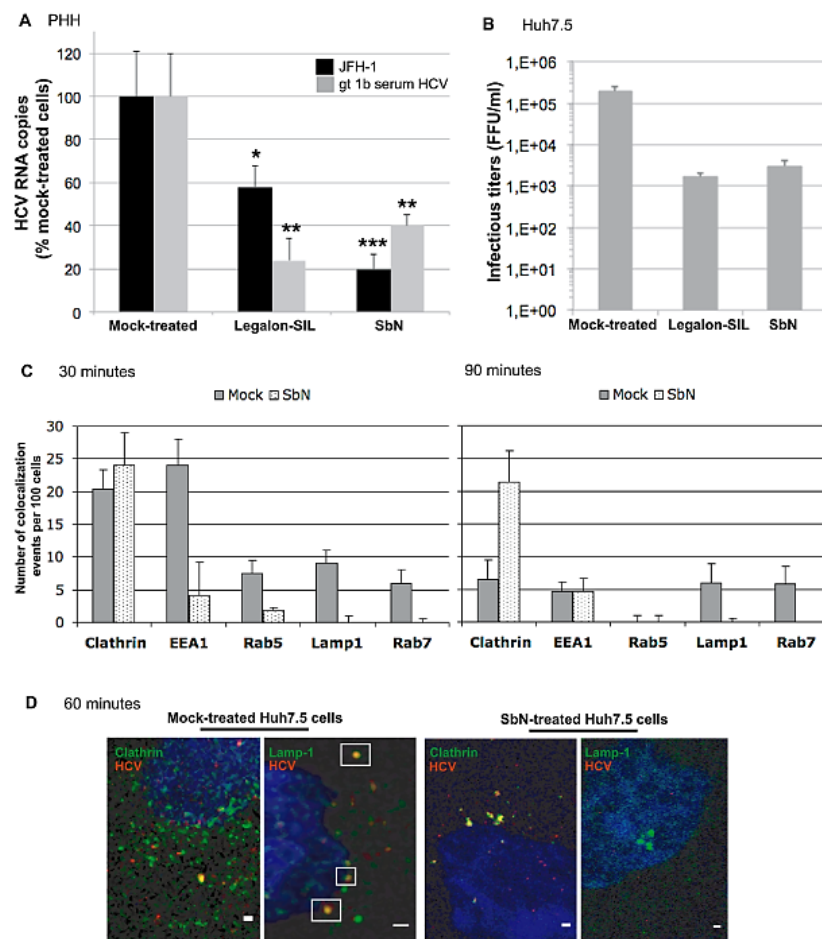 A PHH
HCV RNA copies
(% mock-treated cells)
120
100
80
60
40
20
0
JFH-1
gt 1b serum HCV
*
**
***
**
Mock-treated Legalon-SIL SbN
B Huh7.5
Infectious titers (FFU/ml)
1,E+06
1,E+05
1,E+04
1,E+03
1,E+02
1,E+01
1,E+00
Mock-treated Legalon-SIL SbN
C 30 minutes
Mock SbN
Number of colocalization
events per 100 cells
30
25
20
15
10
5
0
Clathrin EEA1 Rab5 Lamp1 Rab7
90 minutes
Mock SbN
Clathrin EEA1 Rab5 Lamp1 Rab7
D 60 minutes
Mock-treated Huh7.5 cells
Clathrin
HCV
Lamp-1
HCV
SbN-treated Huh7.5 cells
Clathrin
HCV
Lamp-1
HCV